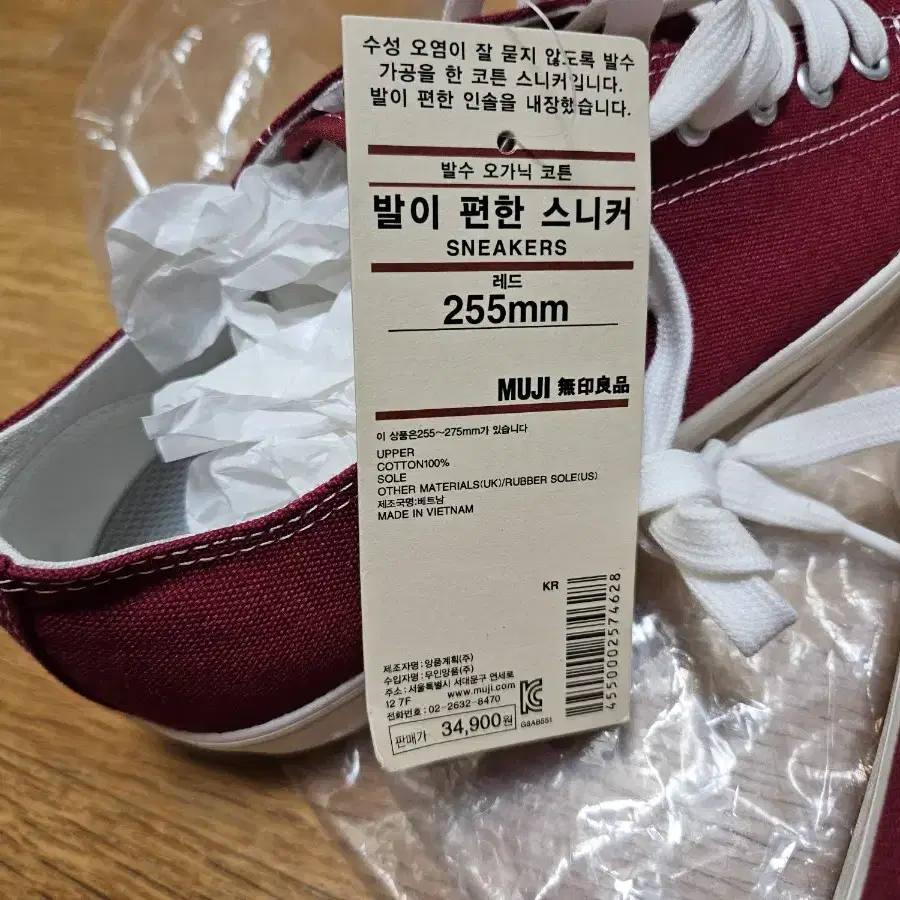 수성 오염이 잘 묻지 않도록 발수
가공을 한 코튼 스니커입니다.
발이 편한 인솔을 내장했습니다.
발수 오가닉 코튼
발이 편한 스니커
SNEAKERS
레드
255mm
MUJI 無印良品
이 상품은255～275mm가 있습니다
UPPER
COTTON100%
SOLE
OTHER MATERIALS(UK)/RUBBER SOLE(US)
제조국명:베트남
MADE IN VIETNAM
KR
4550002574628
제조자명 : 양품계획(주)
수입자명 : 무인양품(주)
주소 : 서울특별시 서대문구 연세로
12 7F www.muji.com
전화번호 : 02-2632-8470
G8A8551
판매가 34,900원